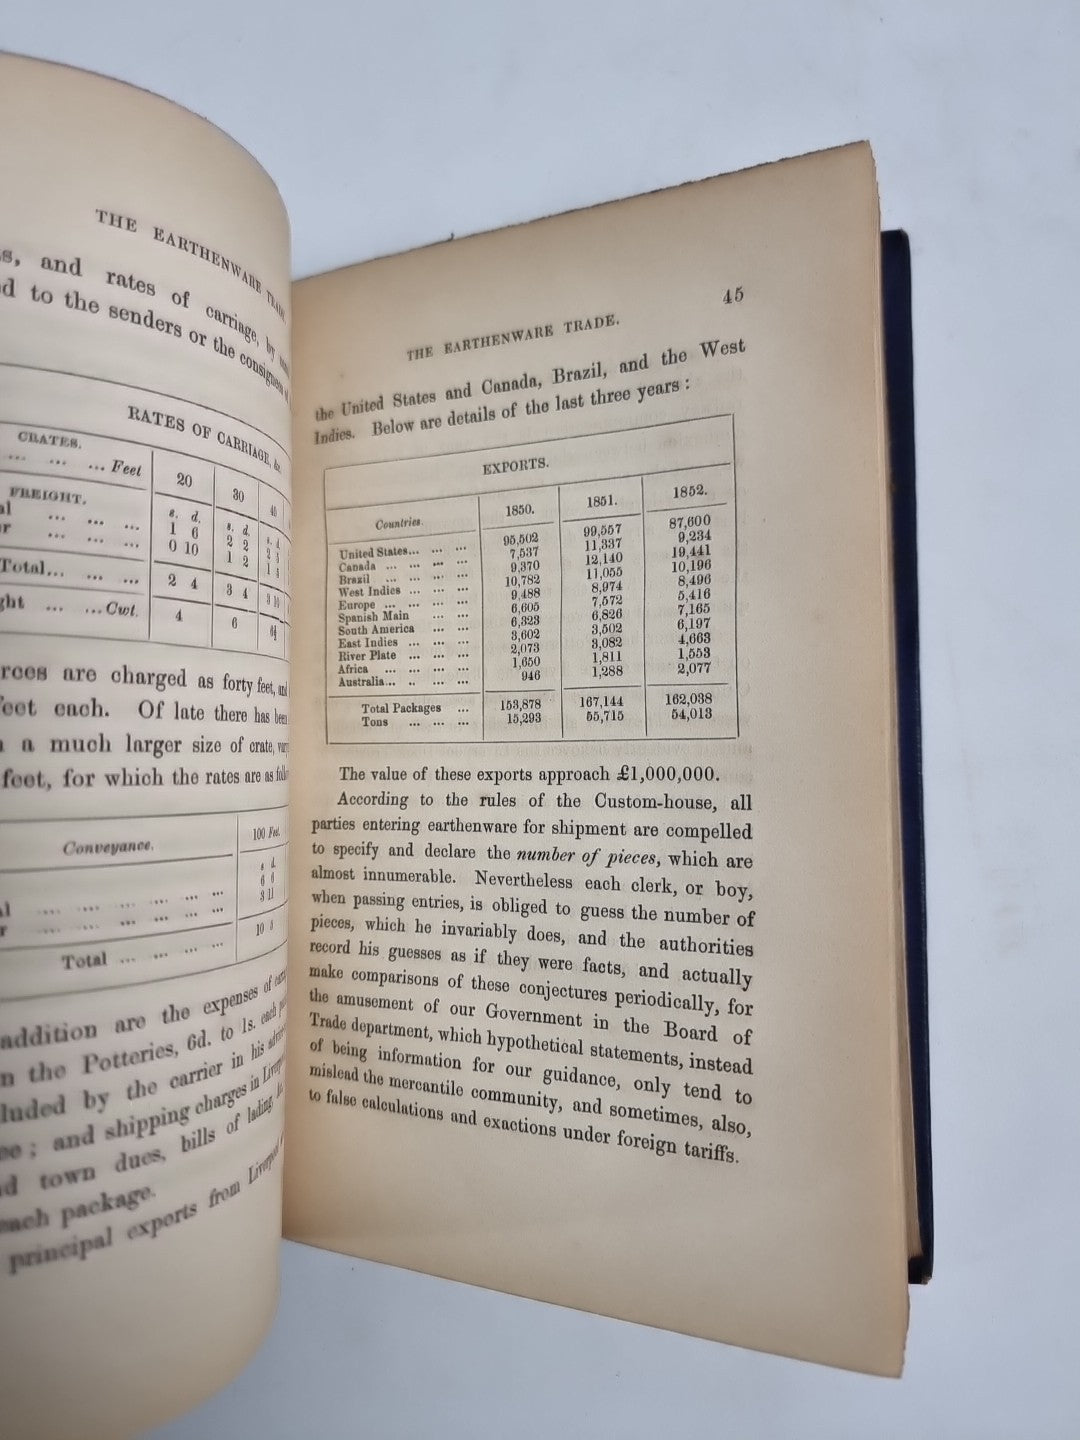 THE EARTHENWARE TRADE.
and rates of carriage, by
to the senders or the consignees
RATES OF CARRIAGE, &c.
CRATES.
... ... ... Feet 20 30 40
FREIGHT. s. d. s. d. s. d.
... ... ... 1 6 2 2
... ... ... 0 10 1 2
Total... ... ... 2 4 3 4 3 10
... ... Cwt. 4 6 6½
are charged as forty feet, and
feet each. Of late there has been
a much larger size of crate,
feet, for which the rates are as
Conveyance. 100 Feet.
s. d.
... ... ... ... ... 6 6
... ... ... ... ... 3 11
Total ... ... ... 10 5
addition are the expenses of
the Potteries, 6d. to 1s. each
by the carrier in his
; and shipping charges in
town dues, bills of lading,
each package.
principal exports from Liverpool
THE EARTHENWARE TRADE. 45
the United States and Canada, Brazil, and the West
Indies. Below are details of the last three years:
EXPORTS.
Countries. 1850. 1851. 1852.
United States... ... ... 95,502 99,557 87,600
Canada ... ... ... ... 7,537 11,337 9,234
Brazil ... ... ... ... 9,370 12,140 19,441
West Indies ... ... ... 10,782 11,055 10,196
Europe ... ... ... ... 9,488 8,974 8,496
Spanish Main ... ... 6,605 7,572 5,416
South America ... ... 6,323 6,826 7,165
East Indies ... ... ... 3,602 3,502 6,197
River Plate ... ... ... 2,073 3,082 4,663
Africa ... ... ... ... 1,650 1,811 1,553
Australia... .. ... ... 946 1,288 2,077
Total Packages ... 153,878 167,144 162,038
Tons ... ... ... 15,293 55,715 54,013
The value of these exports approach £1,000,000.
According to the rules of the Custom-house, all
parties entering earthenware for shipment are compelled
to specify and declare the number of pieces, which are
almost innumerable. Nevertheless each clerk, or boy,
when passing entries, is obliged to guess the number of
pieces, which he invariably does, and the authorities
record his guesses as if they were facts, and actually
make comparisons of these conjectures periodically, for
the amusement of our Government in the Board of
Trade department, which hypothetical statements, instead
of being information for our guidance, only tend to
mislead the mercantile community, and sometimes, also,
to false calculations and exactions under foreign tariffs.